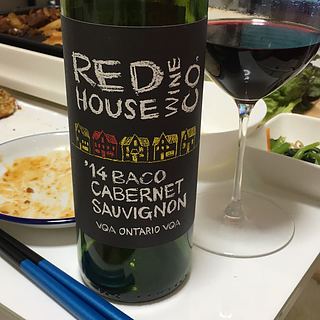 RED
HOUSE
WINE
CO.
'14 BACO
CABERNET
SAUVIGNON
VQA ONTARIO VQA